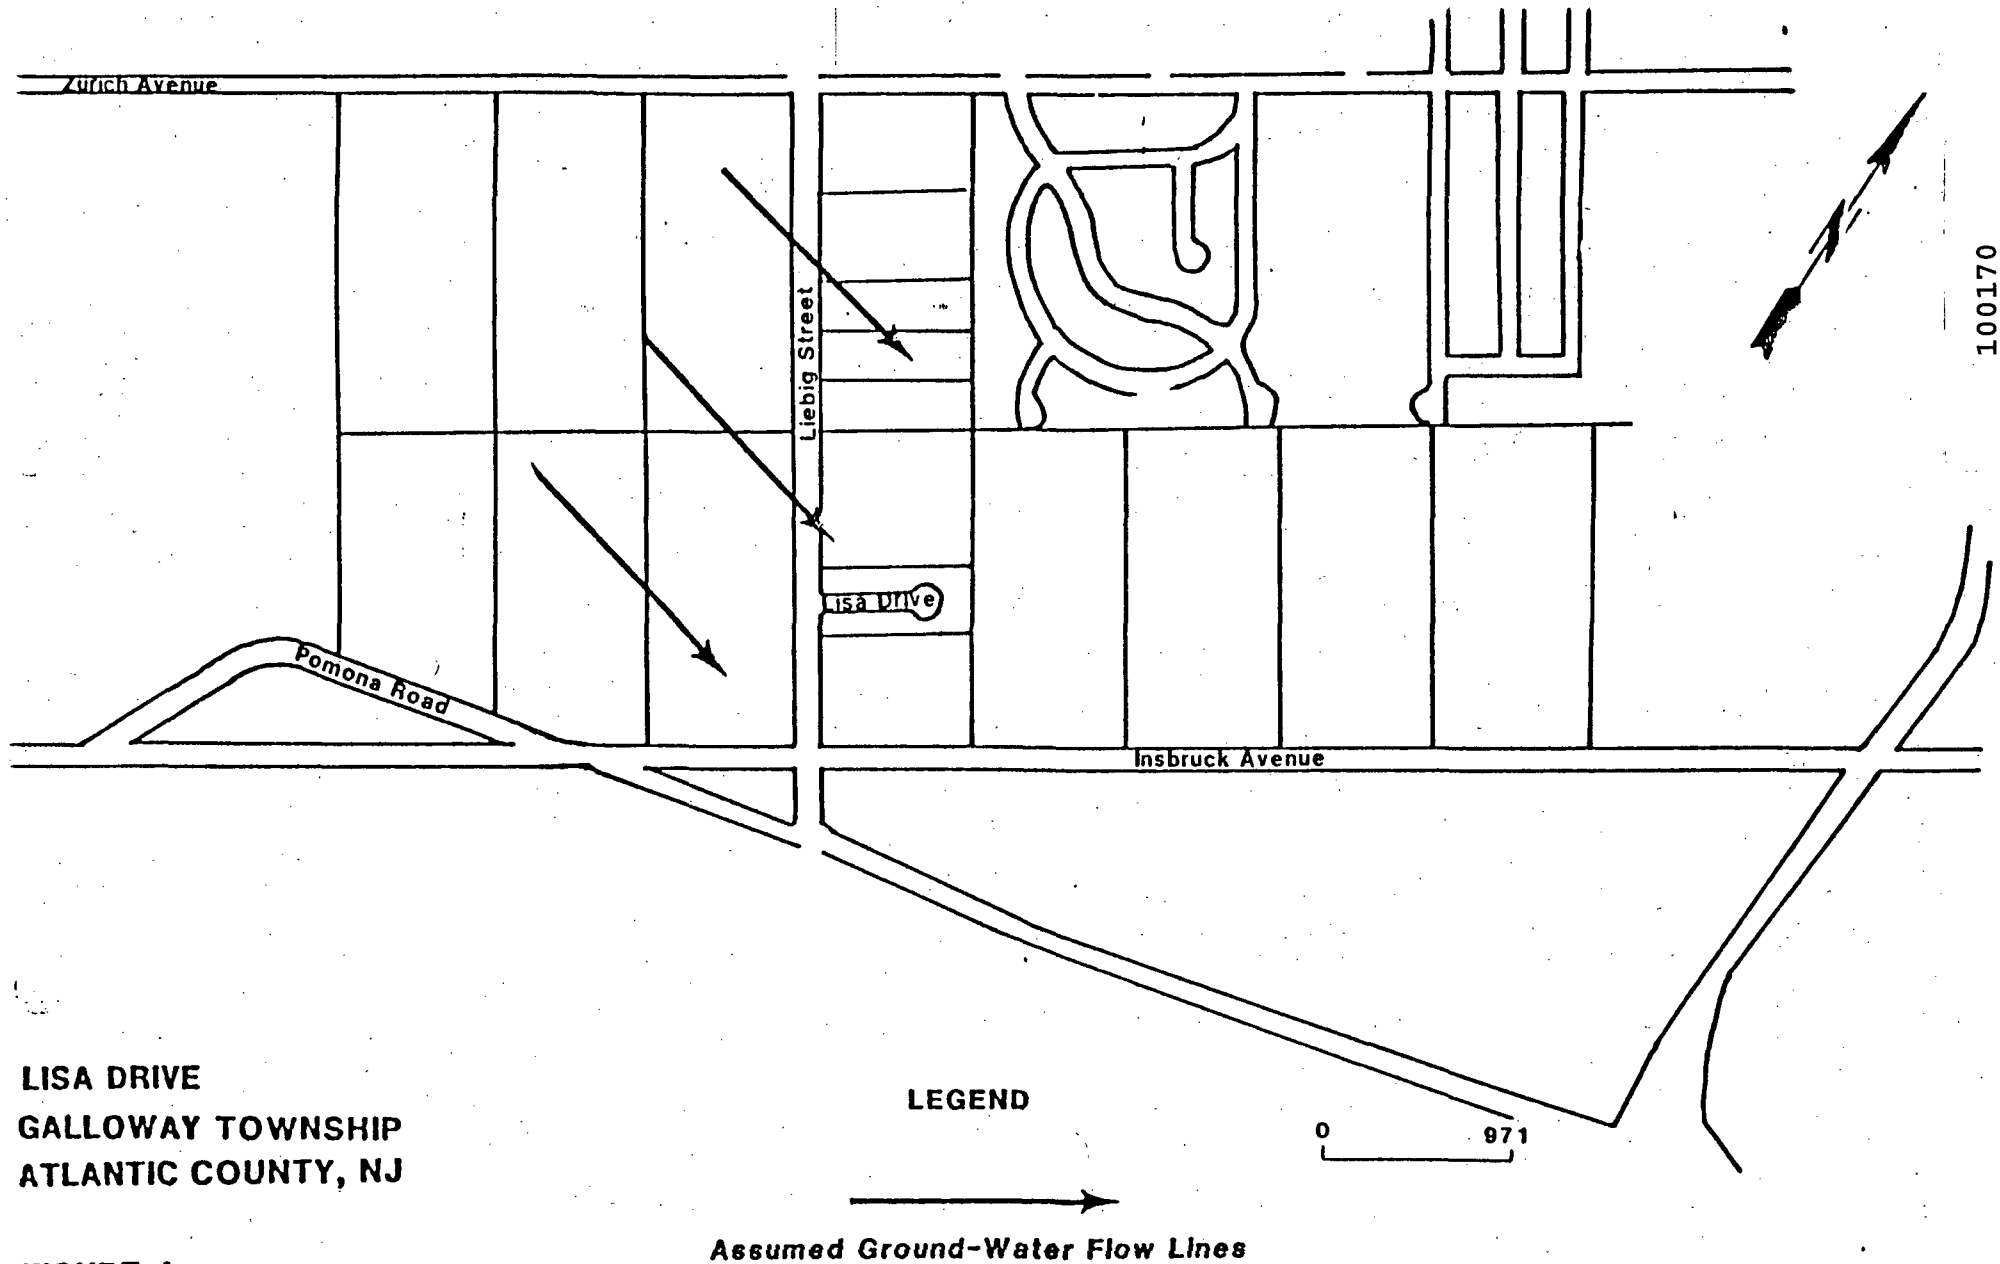 Zurich Avenue
Liebig Street
100170
Lisa Drive
Pomona Road
Insbruck Avenue
LISA DRIVE
GALLOWAY TOWNSHIP
ATLANTIC COUNTY, NJ
LEGEND
0 971
Assumed Ground-Water Flow Lines